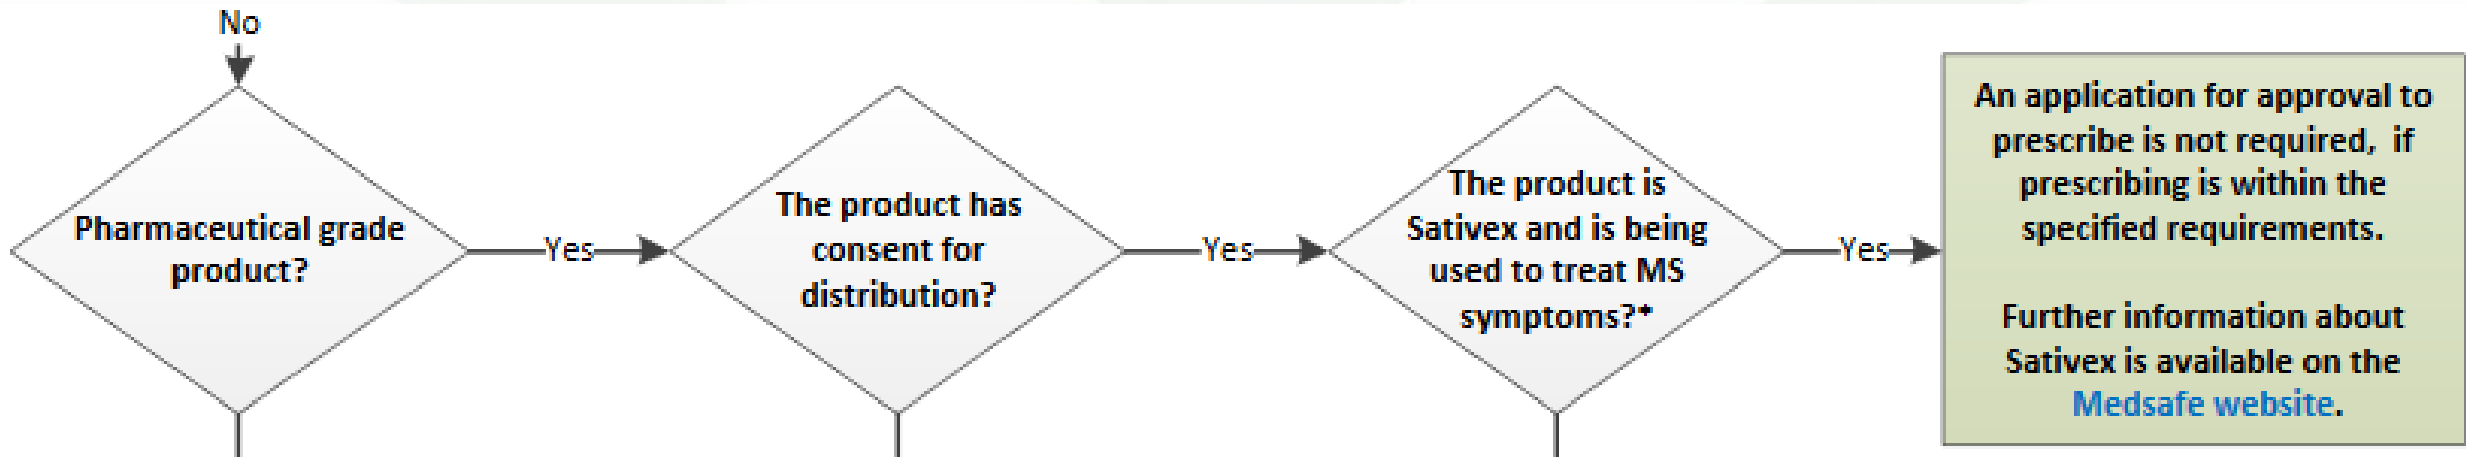 No
Pharmaceutical grade
product?
Yes
The product has
consent for
distribution?
Yes
The product is
Sativex and is being
used to treat MS
symptoms?*
Yes
An application for approval to
prescribe is not required, if
prescribing is within the
specified requirements.
Further information about
Sativex is available on the
Medsafe website.